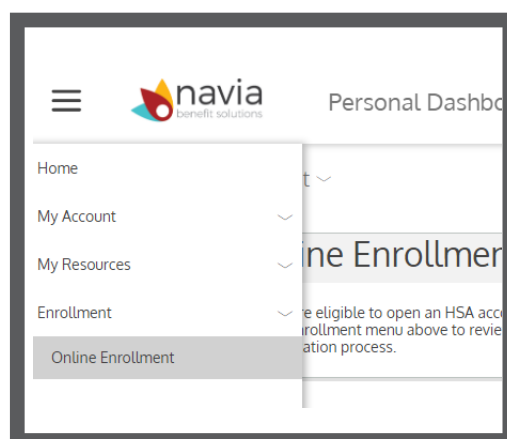 navia
benefit solutions
Personal Dashbo
Home
My Account
t
My Resources
ine Enrollmer
Enrollment
re eligible to open an HSA acc
nrollment menu above to revie
ation process.
Online Enrollment